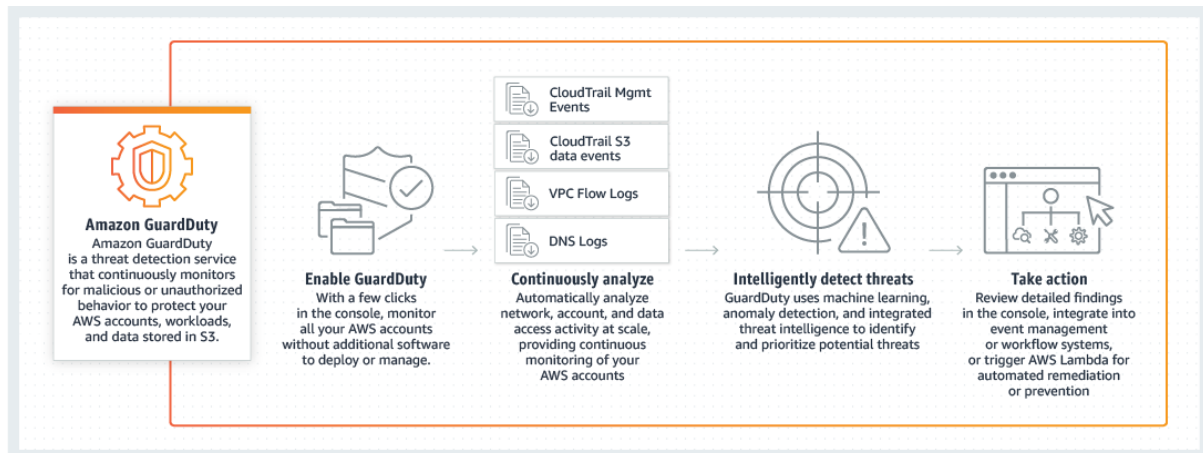 Amazon GuardDuty
Amazon GuardDuty
is a threat detection service
that continuously monitors
for malicious or unauthorized
behavior to protect your
AWS accounts, workloads,
and data stored in S3.
Enable GuardDuty
With a few clicks
in the console, monitor
all your AWS accounts
without additional software
to deploy or manage.
CloudTrail Mgmt
Events
CloudTrail S3
data events
VPC Flow Logs
DNS Logs
Continuously analyze
Automatically analyze
network, account, and data
access activity at scale,
providing continuous
monitoring of your
AWS accounts
Intelligently detect threats
GuardDuty uses machine learning,
anomaly detection, and integrated
threat intelligence to identify
and prioritize potential threats
Take action
Review detailed findings
in the console, integrate into
event management
or workflow systems,
or trigger AWS Lambda for
automated remediation
or prevention